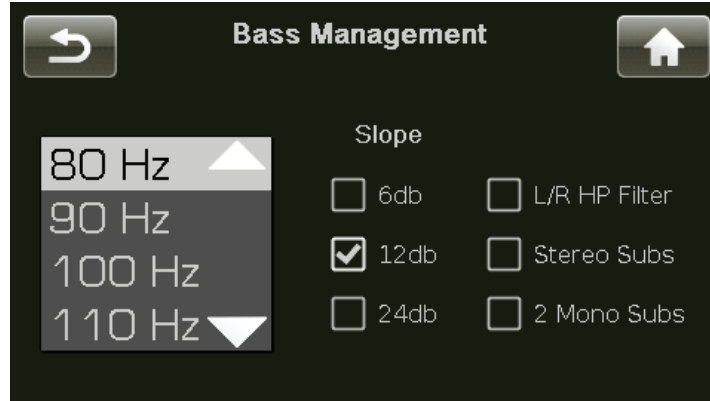 Bass Management
80 Hz
90 Hz
100 Hz
110 Hz
Slope
6db
12db
24db
L/R HP Filter
Stereo Subs
2 Mono Subs